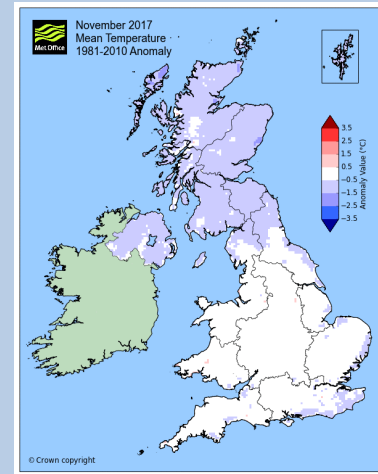 November 2017
Mean Temperature
1981-2010 Anomaly
Met Office
3.5
2.5
1.5
0.5
−0.5
−1.5
−2.5
−3.5
Anomaly Value (°C)
© Crown copyright